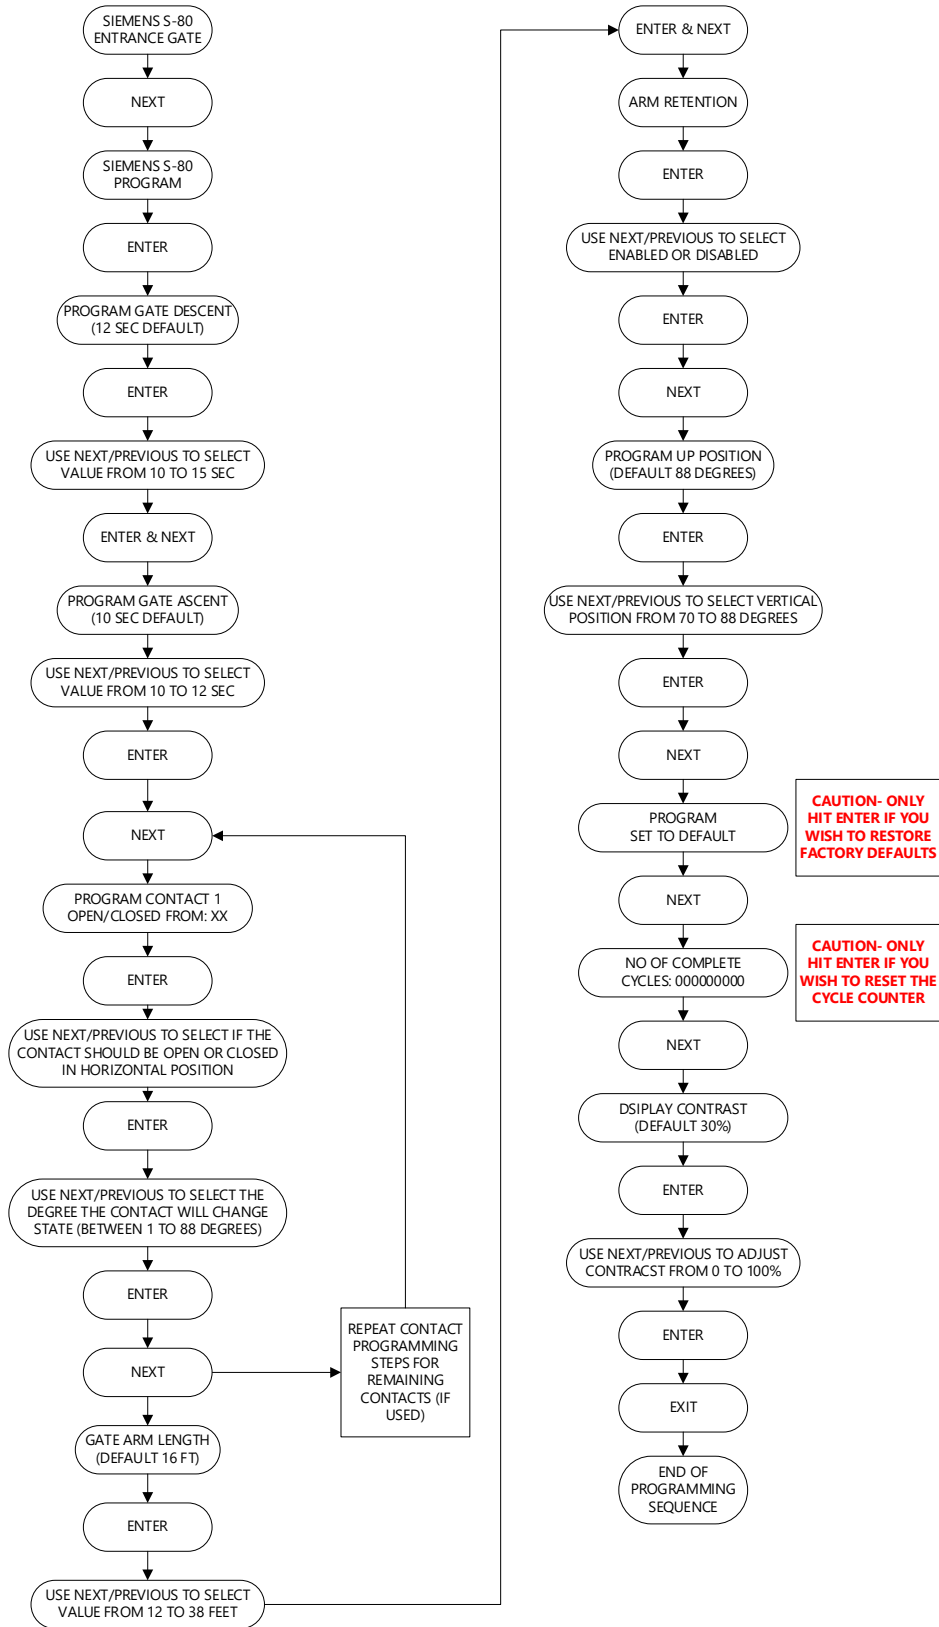 SIEMENS S-80
ENTRANCE GATE
NEXT
SIEMENS S-80
PROGRAM
ENTER
PROGRAM GATE DESCENT
(12 SEC DEFAULT)
ENTER
USE NEXT/PREVIOUS TO SELECT
VALUE FROM 10 TO 15 SEC
ENTER & NEXT
PROGRAM GATE ASCENT
(10 SEC DEFAULT)
USE NEXT/PREVIOUS TO SELECT
VALUE FROM 10 TO 12 SEC
ENTER
NEXT
PROGRAM CONTACT 1
OPEN/CLOSED FROM: XX
ENTER
USE NEXT/PREVIOUS TO SELECT IF THE
CONTACT SHOULD BE OPEN OR CLOSED
IN HORIZONTAL POSITION
ENTER
USE NEXT/PREVIOUS TO SELECT THE
DEGREE THE CONTACT WILL CHANGE
STATE (BETWEEN 1 TO 88 DEGREES)
ENTER
NEXT
REPEAT CONTACT
PROGRAMMING
STEPS FOR
REMAINING
CONTACTS (IF
USED)
GATE ARM LENGTH
(DEFAULT 16 FT)
ENTER
USE NEXT/PREVIOUS TO SELECT
VALUE FROM 12 TO 38 FEET
ENTER & NEXT
ARM RETENTION
ENTER
USE NEXT/PREVIOUS TO SELECT
ENABLED OR DISABLED
ENTER
NEXT
PROGRAM UP POSITION
(DEFAULT 88 DEGREES)
ENTER
USE NEXT/PREVIOUS TO SELECT VERTICAL
POSITION FROM 70 TO 88 DEGREES
ENTER
NEXT
PROGRAM
SET TO DEFAULT
CAUTION- ONLY
HIT ENTER IF YOU
WISH TO RESTORE
FACTORY DEFAULTS
NEXT
NO OF COMPLETE
CYCLES: 000000000
CAUTION- ONLY
HIT ENTER IF YOU
WISH TO RESET THE
CYCLE COUNTER
NEXT
DSIPLAY CONTRAST
(DEFAULT 30%)
ENTER
USE NEXT/PREVIOUS TO ADJUST
CONTRACST FROM 0 TO 100%
ENTER
EXIT
END OF
PROGRAMMING
SEQUENCE